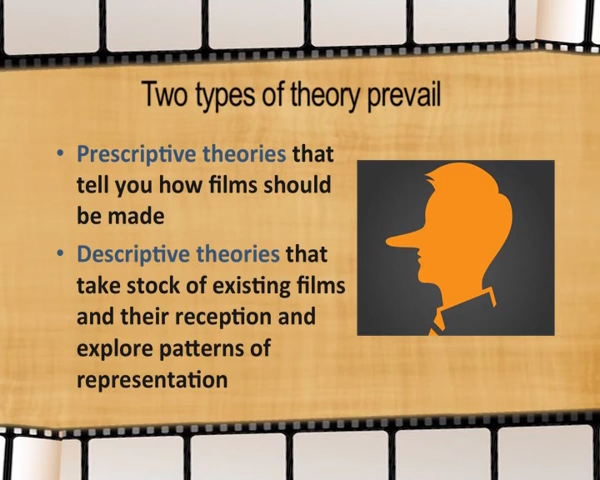 Two types of theory prevail
• Prescriptive theories that
tell you how films should
be made
• Descriptive theories that
take stock of existing films
and their reception and
explore patterns of
representation